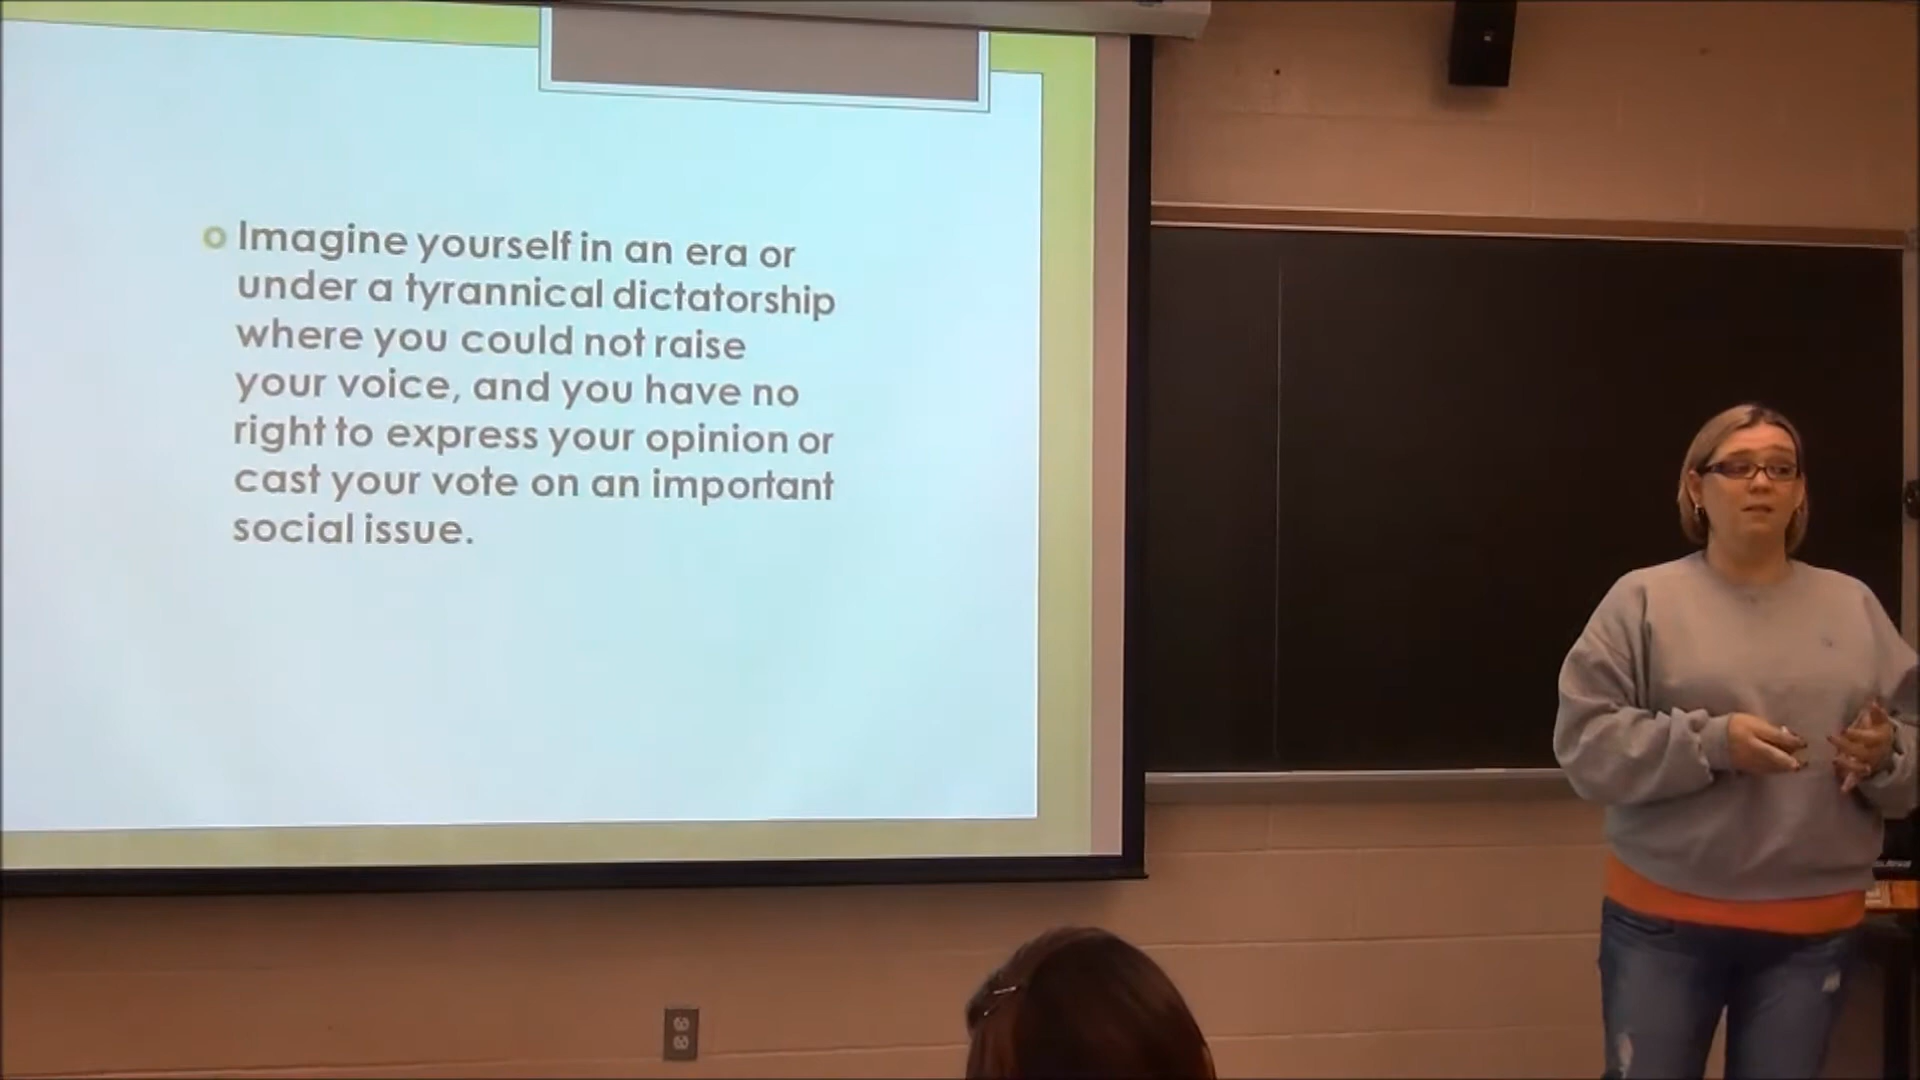 Imagine yourself in an era or
under a tyrannical dictatorship
where you could not raise
your voice, and you have no
right to express your opinion or
cast your vote on an important
social issue.